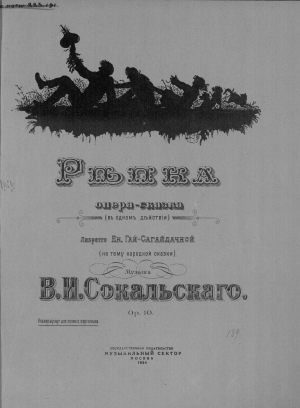 Рѣпка
опера-сказка
(въ одномъ дѣйствіи)
Либретто Ек. Гай-Сагайдачной
(на тему народной сказки)
Музыка
В.И.Сокальскаго.
Op. 10.
ГОСУДАРСТВЕННОЕ ИЗДАТЕЛЬСТВО
МУЗЫКАЛЬНЫЙ СЕКТОР
МОСКВА